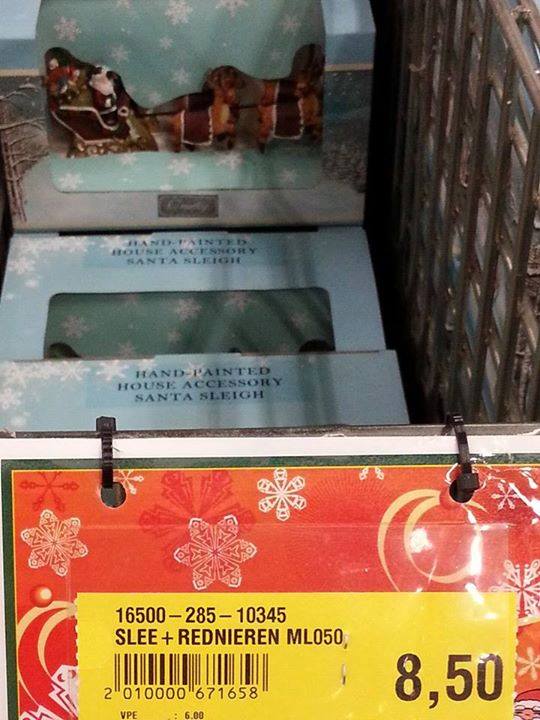 HAND-PAINTED
HOUSE ACCESSORY
SANTA SLEIGH
HAND-PAINTED
HOUSE ACCESSORY
SANTA SLEIGH
16500-285-10345
SLEE + REDNIEREN ML050
8,50
2 010000 671658
VPE : 6.00